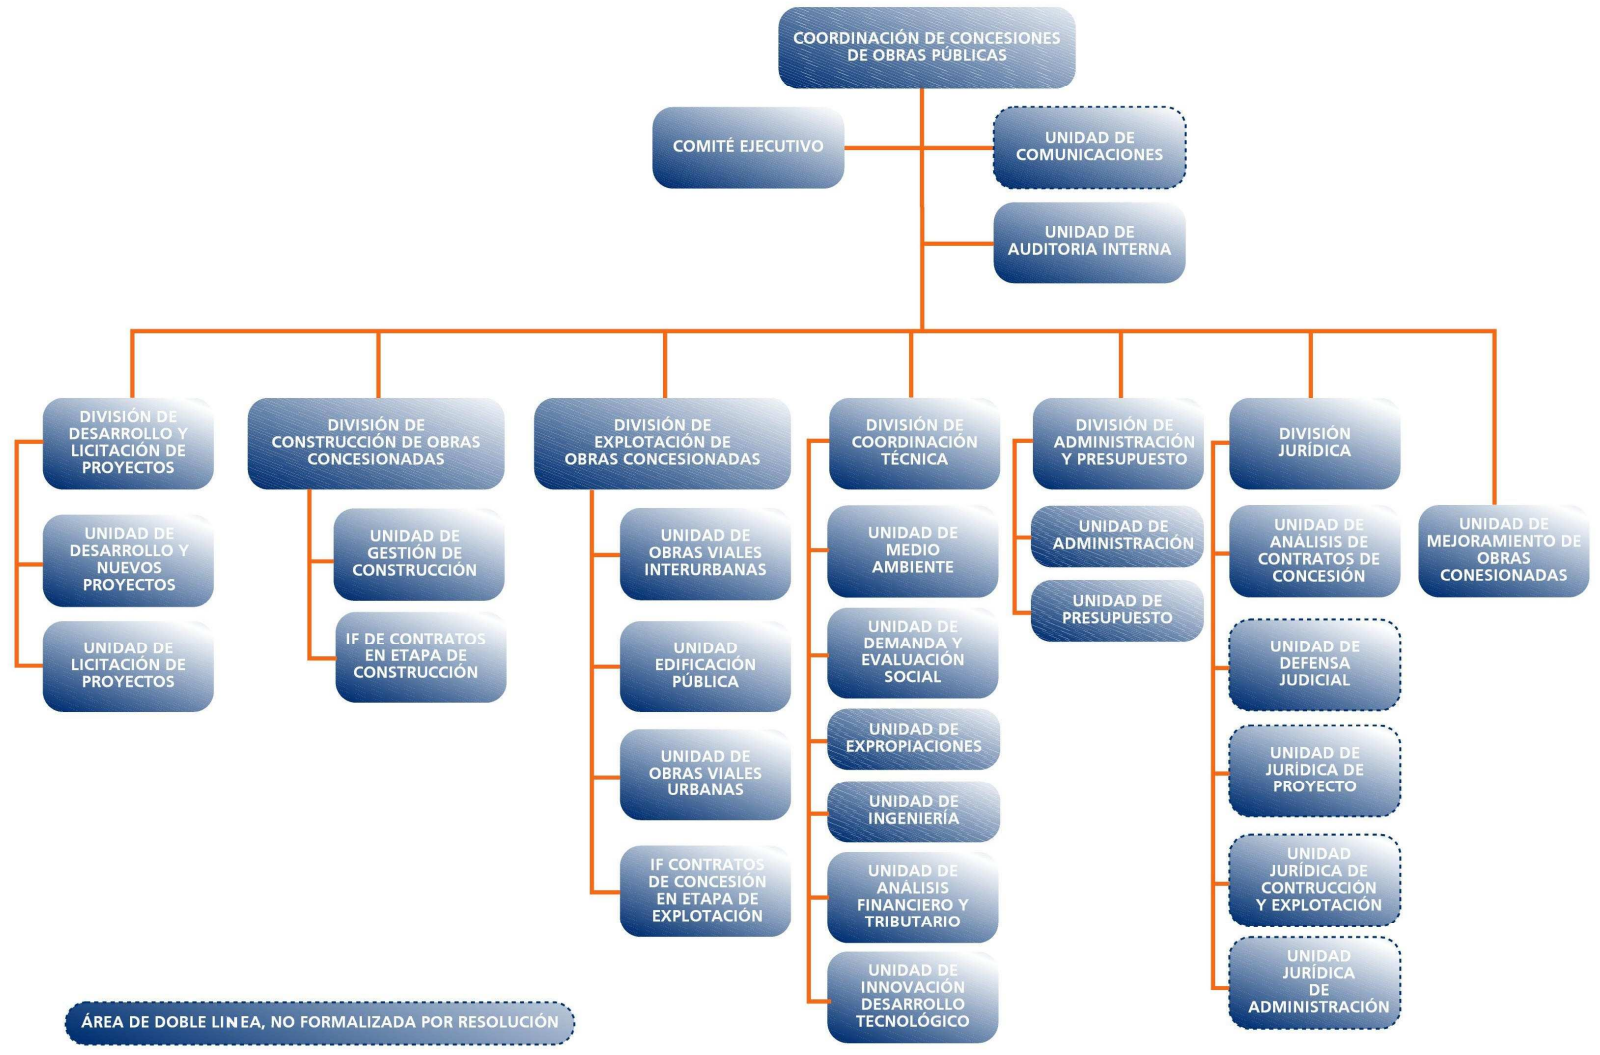 COORDINACIÓN DE CONCESIONES
DE OBRAS PÚBLICAS
COMITÉ EJECUTIVO
UNIDAD DE
COMUNICACIONES
UNIDAD DE
AUDITORIA INTERNA
DIVISIÓN DE
DESARROLLO Y
LICITACIÓN DE
PROYECTOS
UNIDAD DE
DESARROLLO Y
NUEVOS
PROYECTOS
UNIDAD DE
LICITACIÓN DE
PROYECTOS
DIVISIÓN DE
CONSTRUCCIÓN DE OBRAS
CONCESIONADAS
UNIDAD DE
GESTIÓN DE
CONSTRUCCIÓN
IF DE CONTRATOS
EN ETAPA DE
CONSTRUCCIÓN
DIVISIÓN DE
EXPLOTACIÓN DE
OBRAS CONCESIONADAS
UNIDAD DE
OBRAS VIALES
INTERURBANAS
UNIDAD
EDIFICACIÓN
PÚBLICA
UNIDAD DE
OBRAS VIALES
URBANAS
IF CONTRATOS
DE CONCESIÓN
EN ETAPA DE
EXPLOTACIÓN
DIVISIÓN DE
COORDINACIÓN
TÉCNICA
UNIDAD DE
MEDIO
AMBIENTE
UNIDAD DE
DEMANDA Y
EVALUACIÓN
SOCIAL
UNIDAD DE
EXPROPIACIONES
UNIDAD DE
INGENIERÍA
UNIDAD DE
ANÁLISIS
FINANCIERO Y
TRIBUTARIO
UNIDAD DE
INNOVACIÓN
DESARROLLO
TECNOLÓGICO
DIVISIÓN DE
ADMINISTRACIÓN
Y PRESUPUESTO
UNIDAD DE
ADMINISTRACIÓN
UNIDAD DE
PRESUPUESTO
DIVISIÓN
JURÍDICA
UNIDAD DE
ANÁLISIS DE
CONTRATOS DE
CONCESIÓN
UNIDAD DE
DEFENSA
JUDICIAL
UNIDAD DE
JURÍDICA DE
PROYECTO
UNIDAD
JURÍDICA DE
CONTRUCCIÓN
Y EXPLOTACIÓN
UNIDAD
JURÍDICA
DE
ADMINISTRACIÓN
UNIDAD DE
MEJORAMIENTO DE
OBRAS
CONESIONADAS
ÁREA DE DOBLE LINEA, NO FORMALIZADA POR RESOLUCIÓN